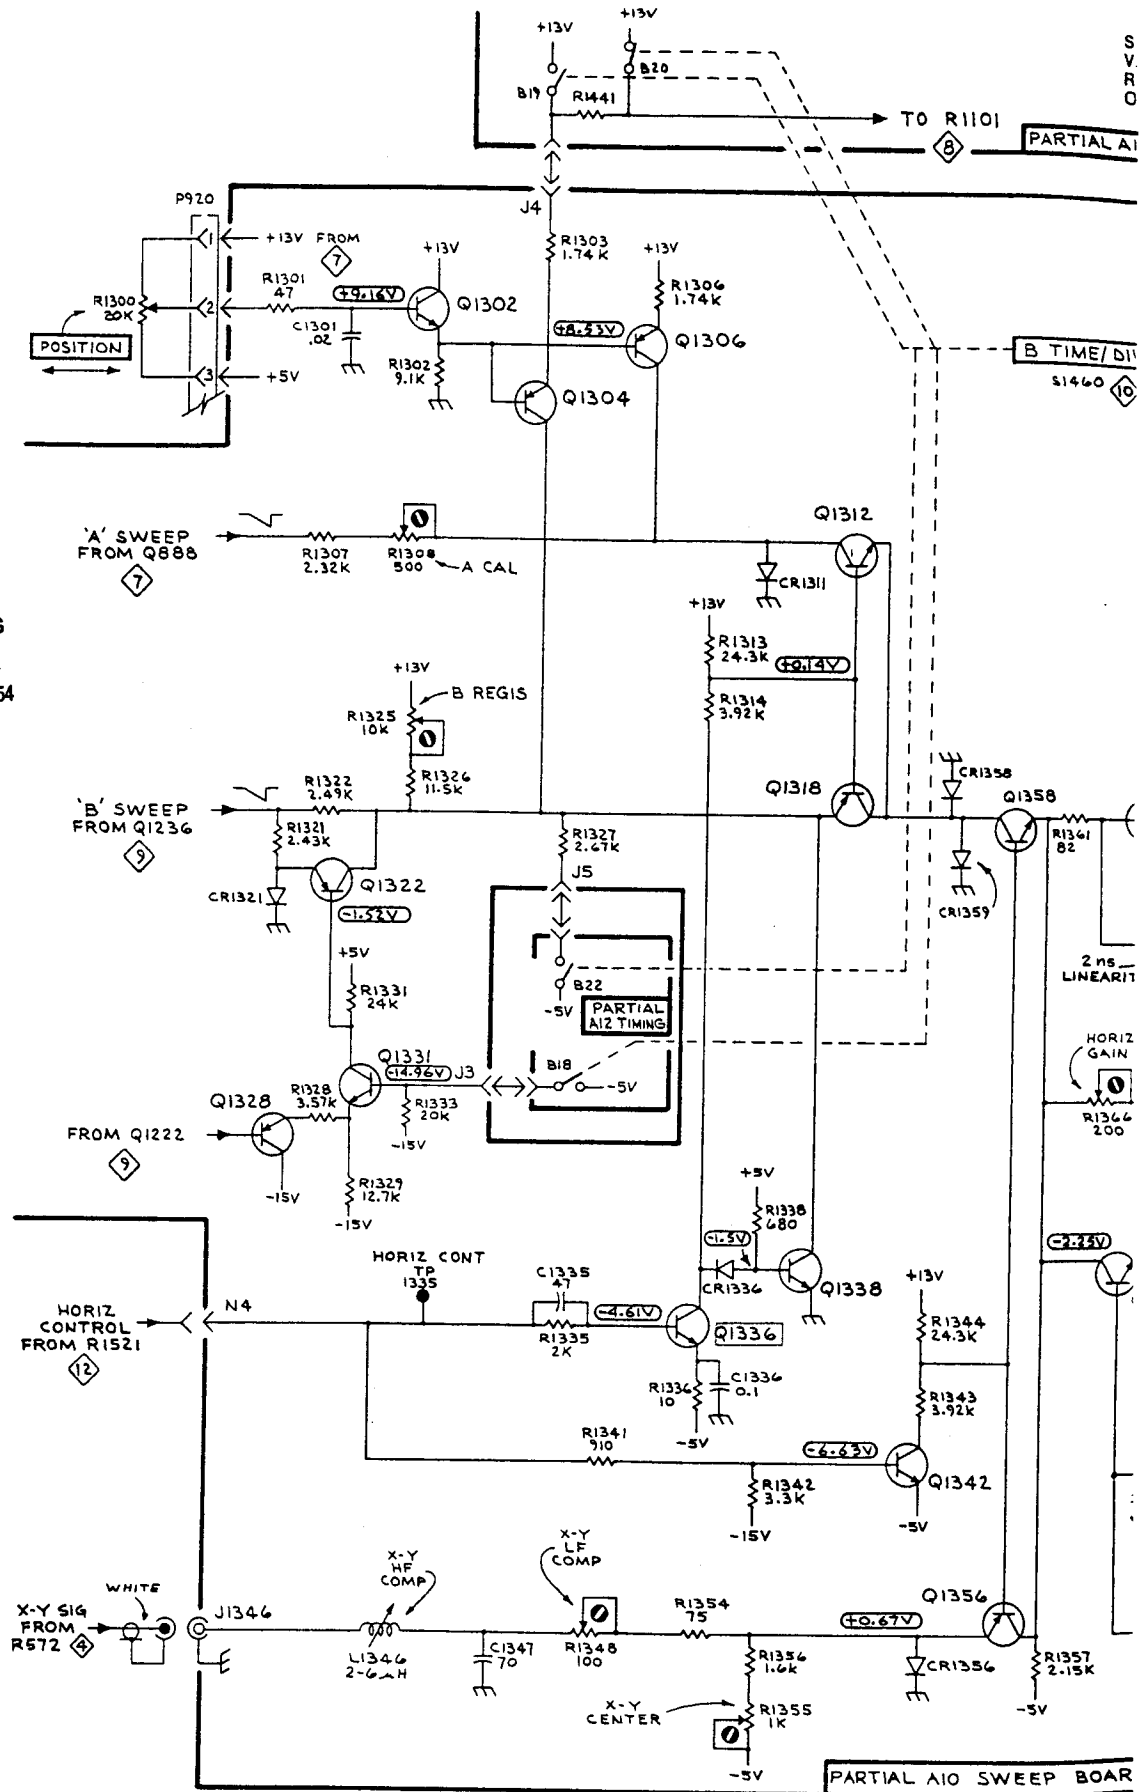 +13V
+13V
B19
B20
R1441
TO R1101
8
PARTIAL A1
S
V.
R
O
J4
P920
1
+13V FROM
7
R1303
1.74K
+13V
+13V
R1301
47
+9.16V
2
Q1302
R1306
1.74K
R1300
20K
POSITION
C1301
.02
+8.53V
Q1306
R1302
9.1K
3
+5V
Q1304
B TIME/DI
S1460
10
'A' SWEEP
FROM Q888
7
R1307
2.32K
R1308
500
A CAL
Q1312
CR1311
+13V
R1313
24.3K
+0.14V
R1314
3.92K
54
+13V
B REGIS
R1325
10K
R1326
11.5K
'B' SWEEP
FROM Q1236
9
R1322
2.49K
R1321
2.43K
CR1321
Q1322
-1.52V
R1327
2.67K
J5
Q1318
CR1358
Q1358
R1361
82
CR1359
2 ns
LINEARIT
+5V
R1331
24K
B22
-5V
PARTIAL
A12 TIMING
Q1331
-14.96V
J3
B18
-5V
HORIZ
GAIN
R1366
200
Q1328
R1328
3.57K
R1333
20K
-15V
FROM Q1222
9
-15V
R1329
12.7K
-15V
+5V
R1338
680
-1.5V
CR1336
Q1338
-2.25V
HORIZ CONT
TP
1335
C1335
47
R1335
2K
-4.61V
Q1336
N4
HORIZ
CONTROL
FROM R1521
12
+13V
R1344
24.3K
R1336
10
C1336
0.1
-5V
R1343
3.92K
R1341
910
-6.63V
Q1342
R1342
3.3K
-15V
-5V
X-Y
HF
COMP
X-Y
LF
COMP
WHITE
X-Y SIG
FROM
R572
4
J1346
L1346
2-6μH
C1347
70
R1348
100
R1354
75
+0.67V
Q1356
R1356
1.6K
CR1356
R1357
2.15K
-5V
X-Y
CENTER
R1355
1K
-5V
PARTIAL A10 SWEEP BOAR